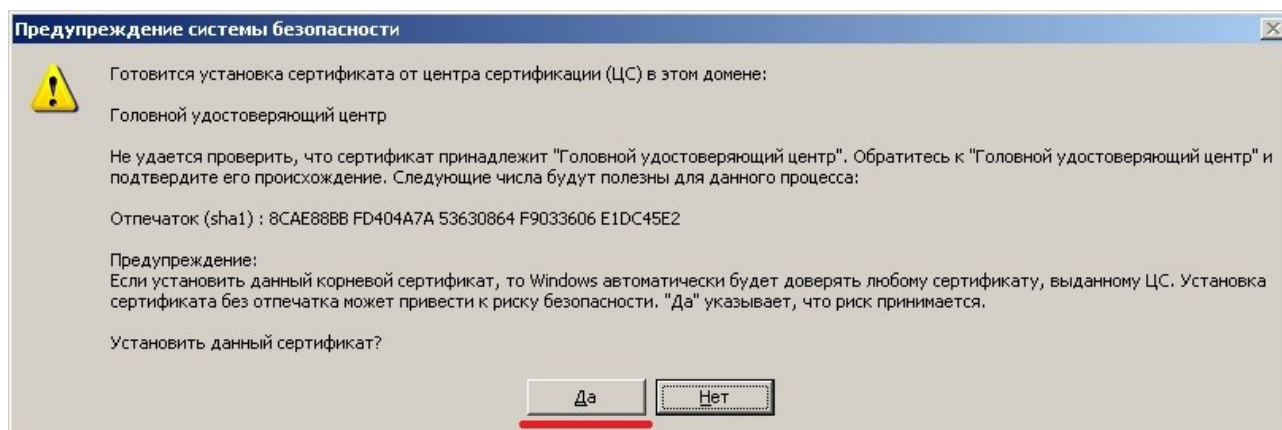 Предупреждение системы безопасности
Готовится установка сертификата от центра сертификации (ЦС) в этом домене:
Головной удостоверяющий центр
Не удается проверить, что сертификат принадлежит "Головной удостоверяющий центр". Обратитесь к "Головной удостоверяющий центр" и
подтвердите его происхождение. Следующие числа будут полезны для данного процесса:
Отпечаток (sha1) : 8CAE88BB FD404A7A 53630864 F9033606 E1DC45E2
Предупреждение:
Если установить данный корневой сертификат, то Windows автоматически будет доверять любому сертификату, выданному ЦС. Установка
сертификата без отпечатка может привести к риску безопасности. "Да" указывает, что риск принимается.
Установить данный сертификат?
Да Нет